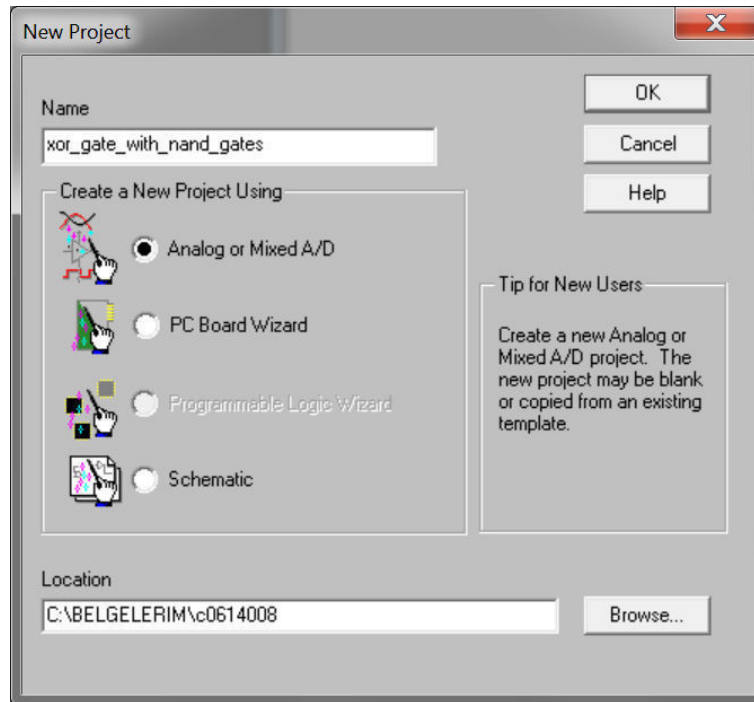 New Project
Name
xor_gate_with_nand_gates
OK
Cancel
Help
Create a New Project Using
Analog or Mixed A/D
PC Board Wizard
Programmable Logic Wizard
Schematic
Tip for New Users
Create a new Analog or
Mixed A/D project. The
new project may be blank
or copied from an existing
template.
Location
C:\BELGELERIM\c0614008
Browse...